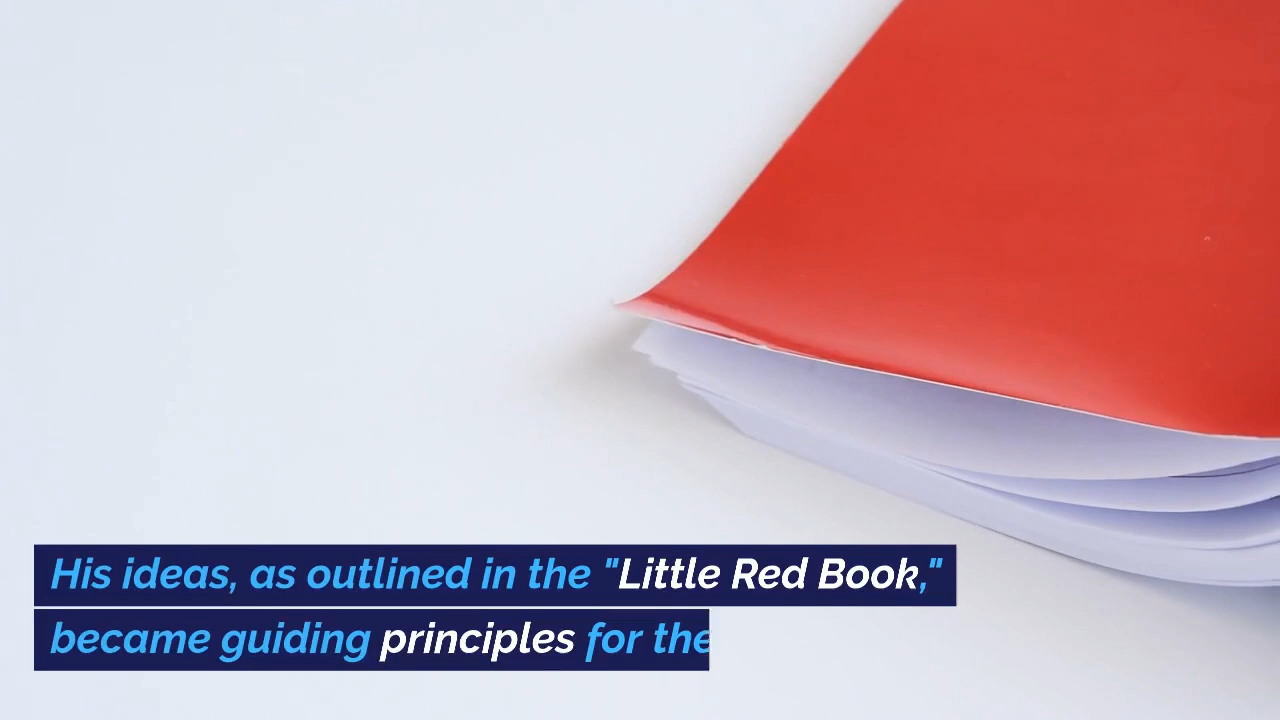 His ideas, as outlined in the "Little Red Book,"
became guiding principles for the